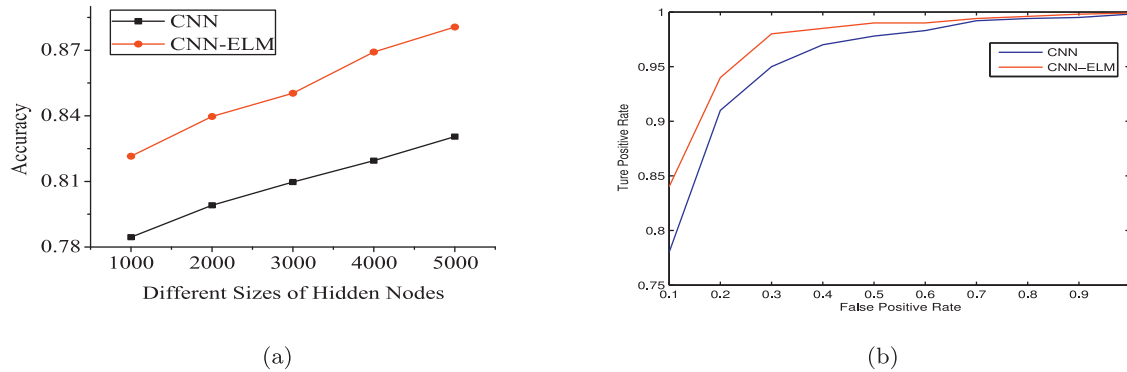 CNN
CNN-ELM
0.87
0.84
0.81
0.78
Accuracy
1000 2000 3000 4000 5000
Different Sizes of Hidden Nodes
(a)
1
0.95
0.9
0.85
0.8
0.75
Ture Positive Rate
CNN
CNN-ELM
0.1 0.2 0.3 0.4 0.5 0.6 0.7 0.8 0.9
False Positive Rate
(b)